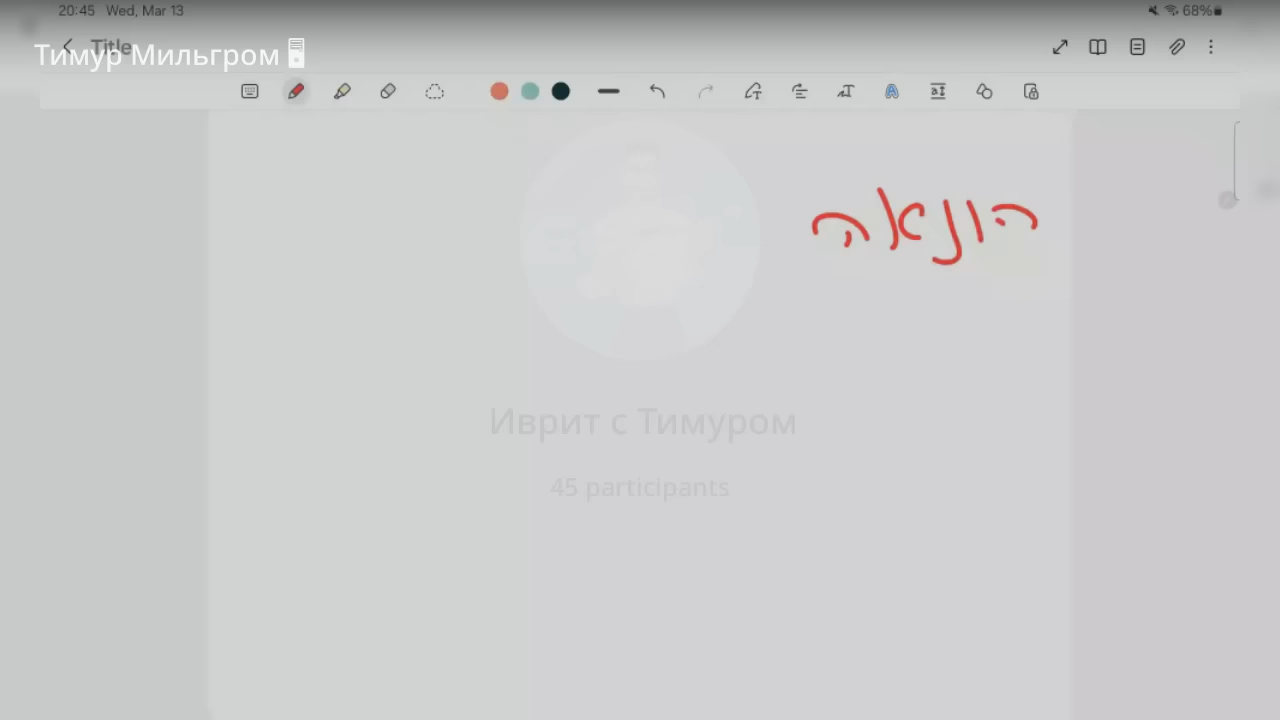 20:45 Wed, Mar 13
68%
Title
Тимур Мильгром
הונאה
Иврит с Тимуром
45 participants